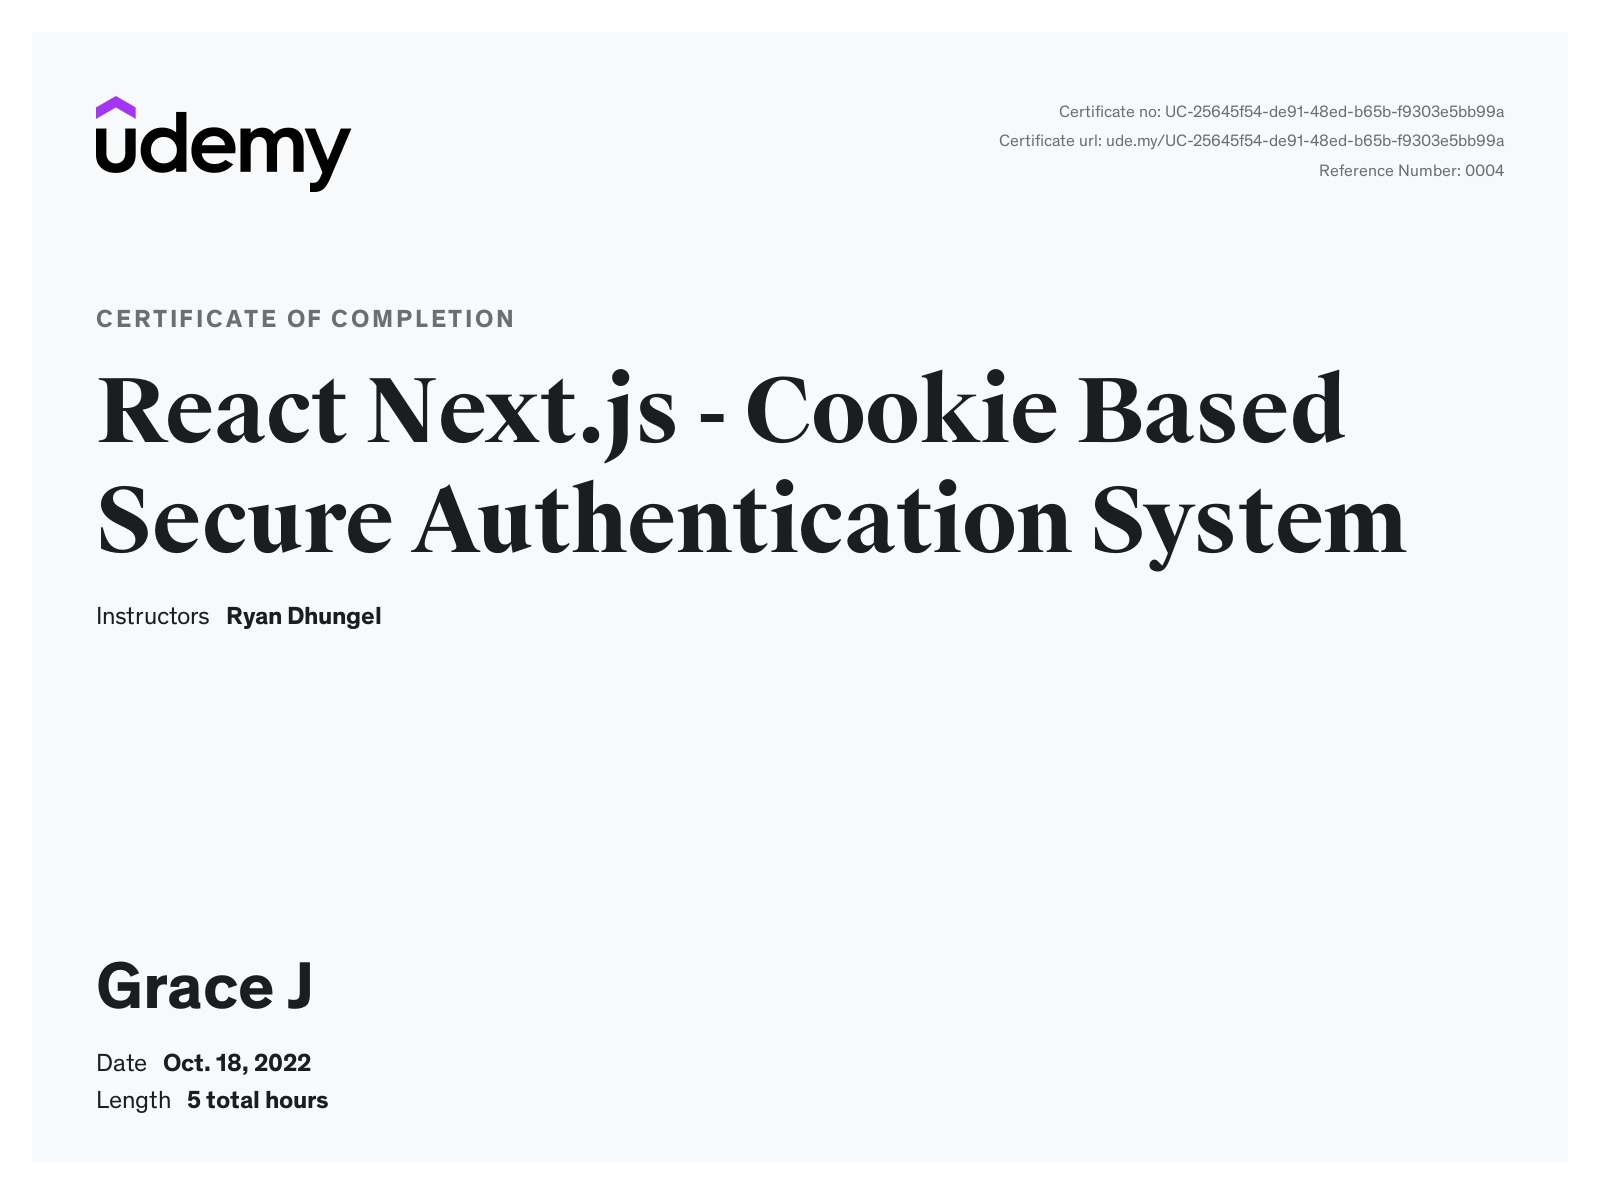 udemy
Certificate no: UC-25645f54-de91-48ed-b65b-f9303e5bb99a
Certificate url: ude.my/UC-25645f54-de91-48ed-b65b-f9303e5bb99a
Reference Number: 0004
CERTIFICATE OF COMPLETION
React Next.js - Cookie Based
Secure Authentication System
Instructors Ryan Dhungel
Grace J
Date Oct. 18, 2022
Length 5 total hours